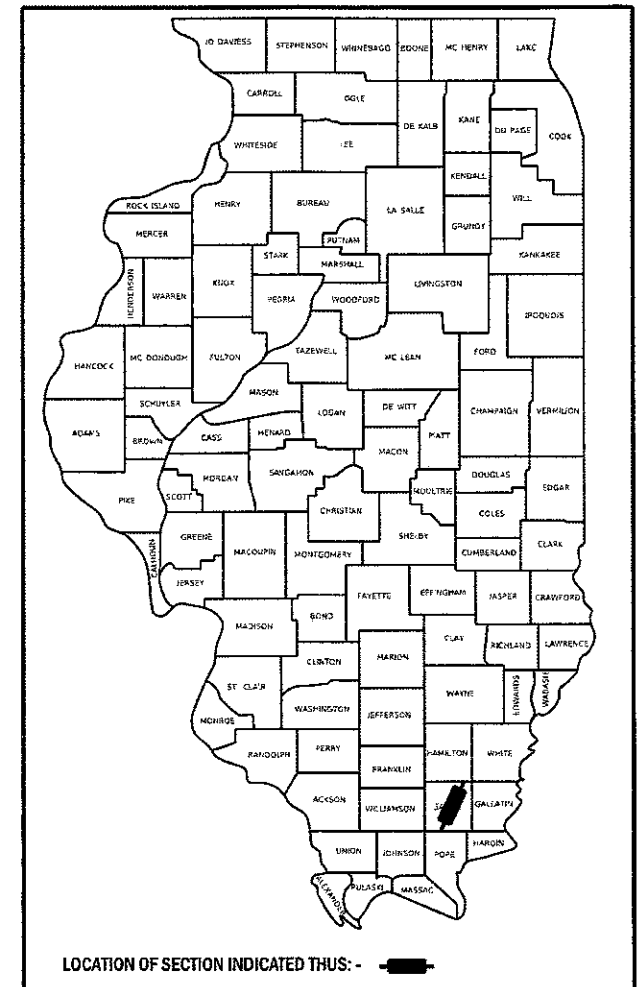 JO DAVIESS STEPHENSON WINNEBAGO BOONE MC HENRY LAKE
CARROLL OGLE
DE KALB KANE DU PAGE COOK
WHITESIDE LEE
KENDALL
ROCK ISLAND HENRY BUREAU LA SALLE GRUNDY WILL
MERCER PUTNAM
STARK MARSHALL KANKAKEE
HENDERSON WARREN KNOX PEORIA WOODFORD LIVINGSTON IROQUOIS
HANCOCK MC DONOUGH FULTON TAZEWELL MC LEAN FORD
MASON
SCHUYLER LOGAN DE WITT CHAMPAIGN VERMILION
ADAMS BROWN CASS MENARD MACON PIATT
SANGAMON DOUGLAS
PIKE SCOTT MORGAN CHRISTIAN MOULTRIE EDGAR
COLES
GREENE MACOUPIN MONTGOMERY SHELBY CUMBERLAND CLARK
CALHOUN JERSEY
FAYETTE EFFINGHAM JASPER CRAWFORD
MADISON BOND
CLAY RICHLAND LAWRENCE
CLINTON MARION
ST. CLAIR WAYNE EDWARDS WABASH
MONROE WASHINGTON JEFFERSON
RANDOLPH PERRY HAMILTON WHITE
FRANKLIN
ACKSON WILLIAMSON GALLATIN
UNION JOHNSON POPE HARDIN
ALEXANDER PULASKI MASSAC
LOCATION OF SECTION INDICATED THUS: -